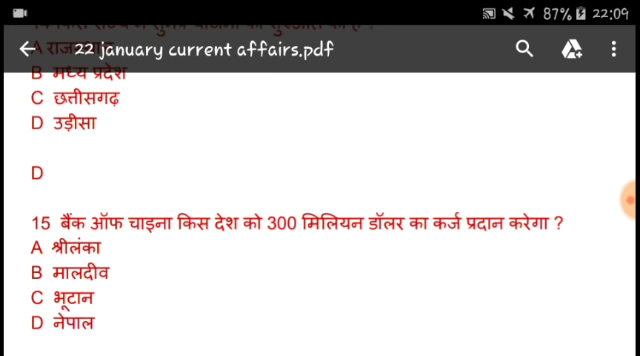 87% 22:09
22 january current affairs.pdf
B मध्य प्रदेश
C छत्तीसगढ़
D उड़ीसा
D
15 बैंक ऑफ चाइना किस देश को 300 मिलियन डॉलर का कर्ज प्रदान करेगा ?
A श्रीलंका
B मालदीव
C भूटान
D नेपाल